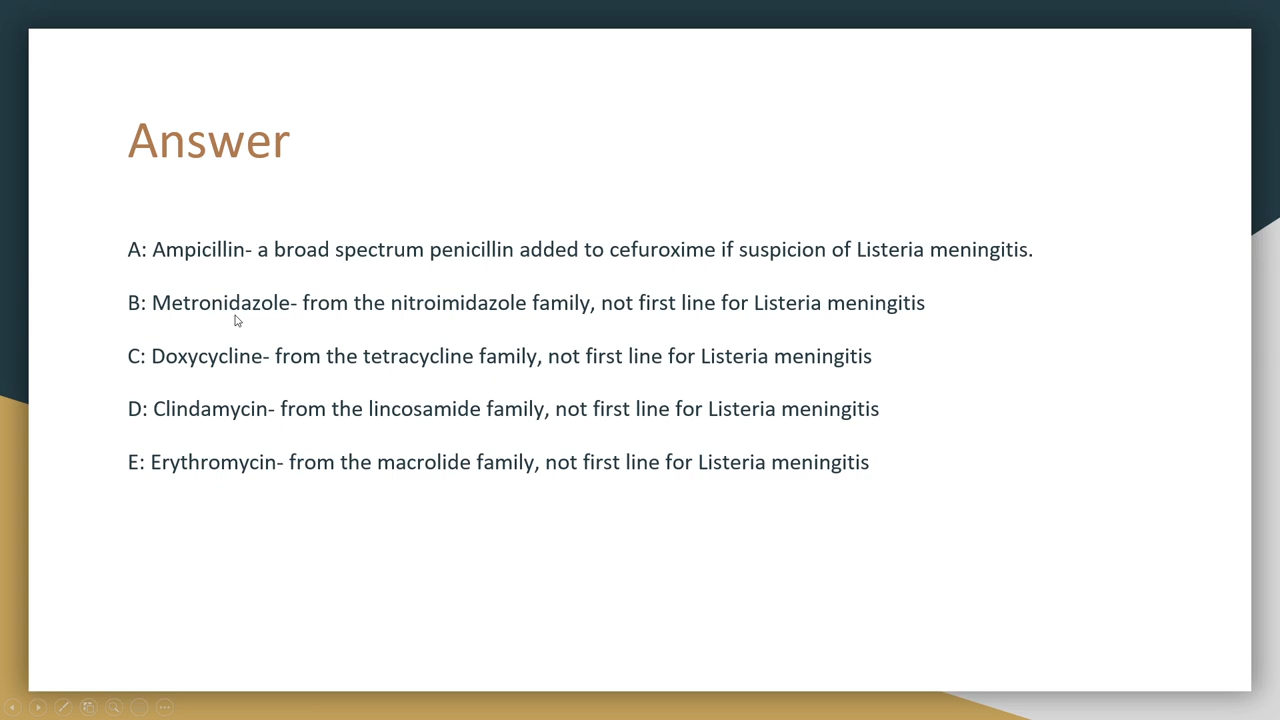 Answer
A: Ampicillin- a broad spectrum penicillin added to cefuroxime if suspicion of Listeria meningitis.
B: Metronidazole- from the nitroimidazole family, not first line for Listeria meningitis
C: Doxycycline- from the tetracycline family, not first line for Listeria meningitis
D: Clindamycin- from the lincosamide family, not first line for Listeria meningitis
E: Erythromycin- from the macrolide family, not first line for Listeria meningitis